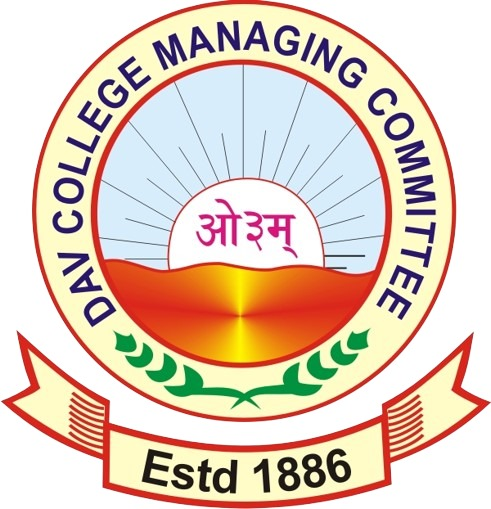 DAV COLLEGE MANAGING COMMITTEE
ओ३म्
Estd 1886